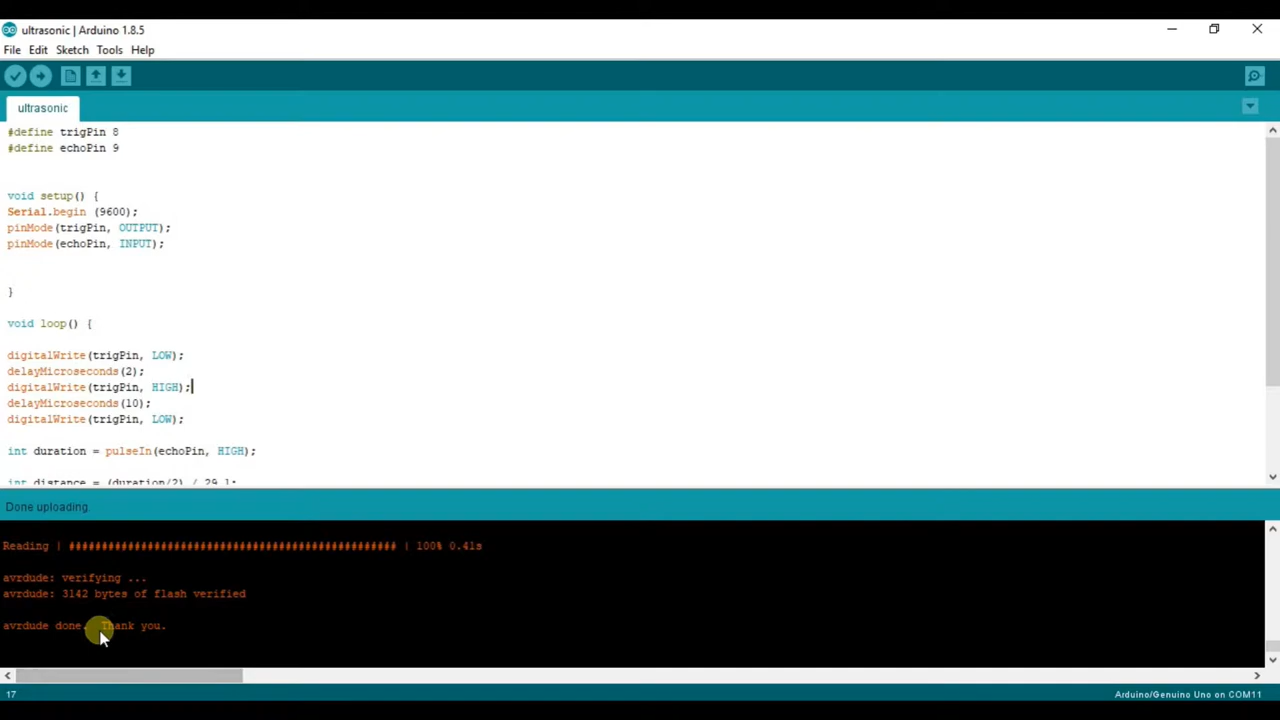 ultrasonic | Arduino 1.8.5
File Edit Sketch Tools Help
ultrasonic
#define trigPin 8
#define echoPin 9
void setup() {
Serial.begin (9600);
pinMode(trigPin, OUTPUT);
pinMode(echoPin, INPUT);
}
void loop() {
digitalWrite(trigPin, LOW);
delayMicroseconds(2);
digitalWrite(trigPin, HIGH);
delayMicroseconds(10);
digitalWrite(trigPin, LOW);
int duration = pulseIn(echoPin, HIGH);
int distance = (duration/2) / 29.1;
Done uploading.
Reading | ################################################## | 100% 0.41s
avrdude: verifying ...
avrdude: 3142 bytes of flash verified
avrdude done. Thank you.
17
Arduino/Genuino Uno on COM11